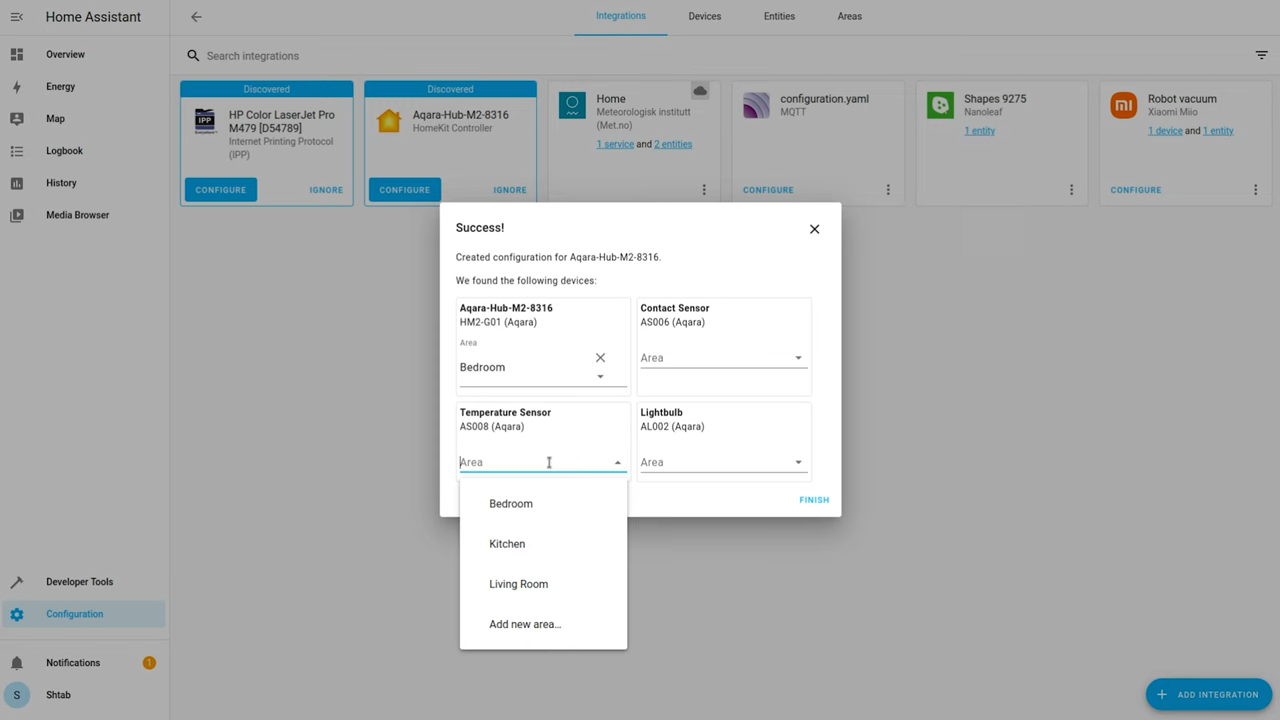 Home Assistant
Overview
Energy
Map
Logbook
History
Media Browser
Developer Tools
Configuration
Notifications
1
S
Shtab
Integrations
Devices
Entities
Areas
Search integrations
Discovered
IPP
Everywhere
HP Color LaserJet Pro
M479 [D54789]
Internet Printing Protocol
(IPP)
CONFIGURE
IGNORE
Discovered
Aqara-Hub-M2-8316
HomeKit Controller
CONFIGURE
IGNORE
Home
Meteorologisk institutt
(Met.no)
1 service and 2 entities
configuration.yaml
MQTT
CONFIGURE
Shapes 9275
Nanoleaf
1 entity
Robot vacuum
Xiaomi Miio
1 device and 1 entity
CONFIGURE
Success!
Created configuration for Aqara-Hub-M2-8316.
We found the following devices:
Aqara-Hub-M2-8316
HM2-G01 (Aqara)
Area
Bedroom
Contact Sensor
AS006 (Aqara)
Area
Temperature Sensor
AS008 (Aqara)
Area
Lightbulb
AL002 (Aqara)
Area
Bedroom
Kitchen
Living Room
Add new area…
FINISH
ADD INTEGRATION